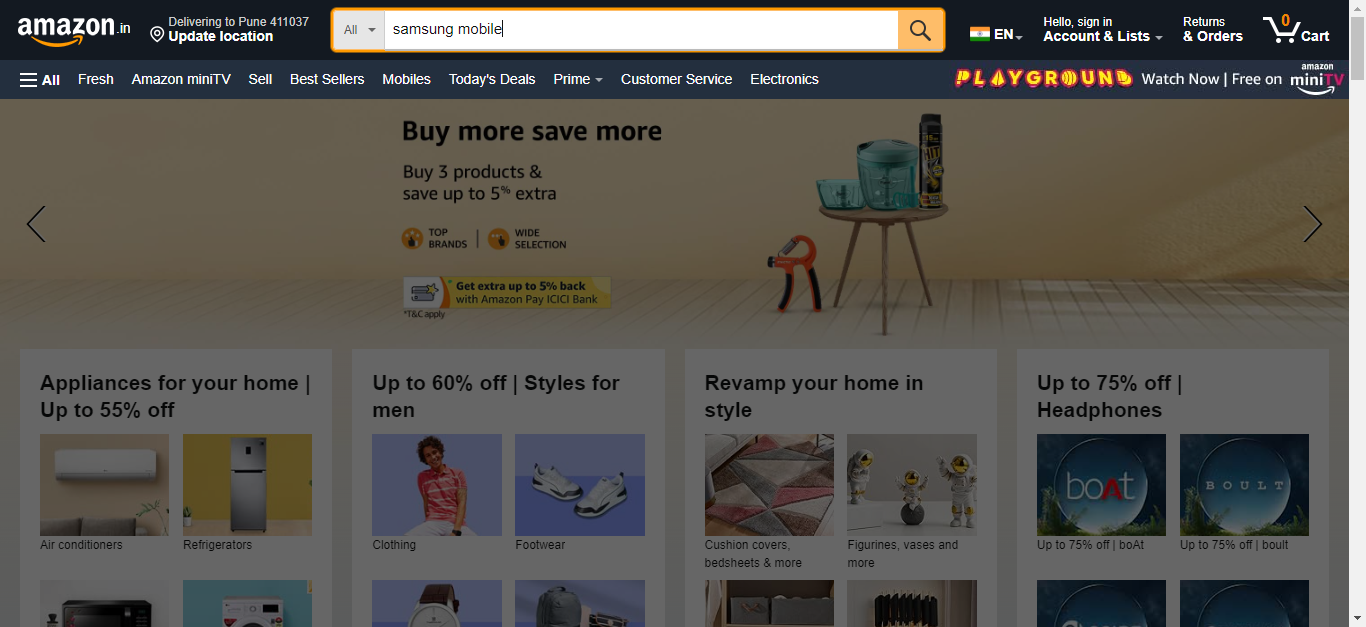 amazon.in
Delivering to Pune 411037
Update location
All
samsung mobile
EN
Hello, sign in
Account & Lists
Returns
& Orders
0
Cart
All
Fresh
Amazon miniTV
Sell
Best Sellers
Mobiles
Today's Deals
Prime
Customer Service
Electronics
PLAYGROUND
Watch Now | Free on
amazon
miniTV
Buy more save more
Buy 3 products &
save up to 5% extra
TOP
BRANDS
WIDE
SELECTION
Get extra up to 5% back
with Amazon Pay ICICI Bank
*T&C apply
Appliances for your home |
Up to 55% off
Air conditioners
Refrigerators
Up to 60% off | Styles for
men
Clothing
Footwear
Revamp your home in
style
Cushion covers,
bedsheets & more
Figurines, vases and
more
Up to 75% off |
Headphones
boAt
BOULT
Up to 75% off | boAt
Up to 75% off | boult